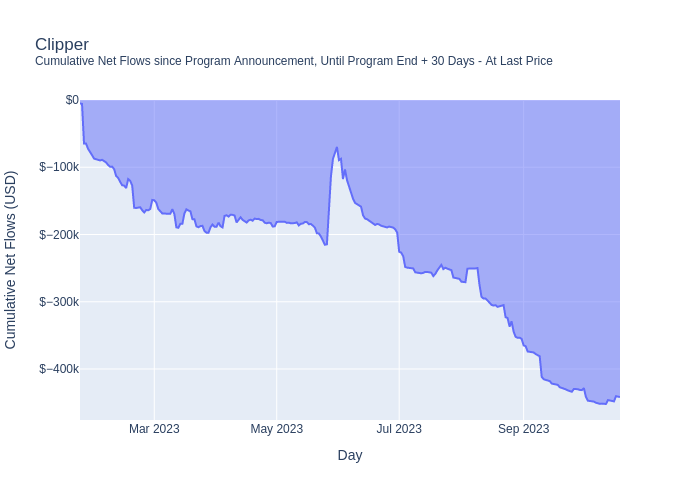 Clipper
Cumulative Net Flows since Program Announcement, Until Program End + 30 Days - At Last Price
$0
$−100k
$−200k
$−300k
$−400k
Cumulative Net Flows (USD)
Mar 2023
May 2023
Jul 2023
Sep 2023
Day